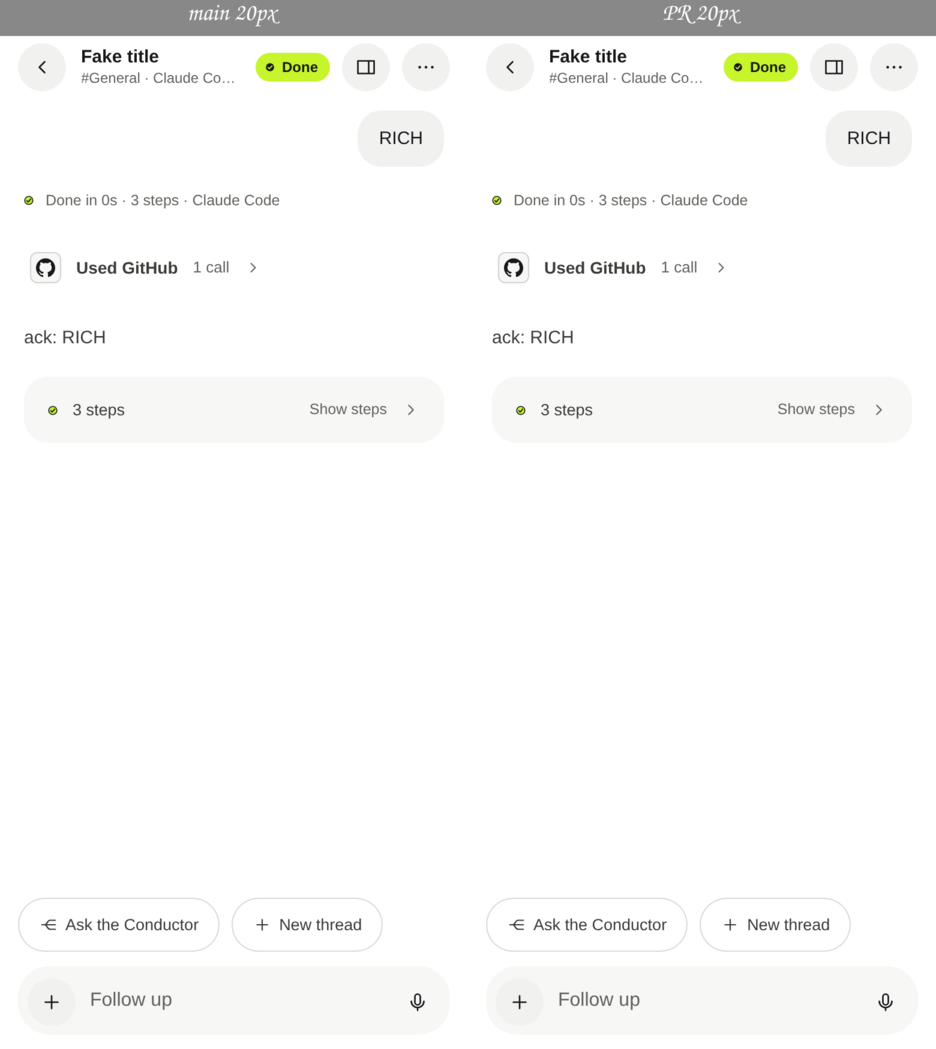 main 20px
Fake title
#General · Claude Co...
Done
RICH
Done in 0s · 3 steps · Claude Code
Used GitHub 1 call
ack: RICH
3 steps
Show steps
Ask the Conductor
New thread
Follow up
PR 20px
Fake title
#General · Claude Co...
Done
RICH
Done in 0s · 3 steps · Claude Code
Used GitHub 1 call
ack: RICH
3 steps
Show steps
Ask the Conductor
New thread
Follow up